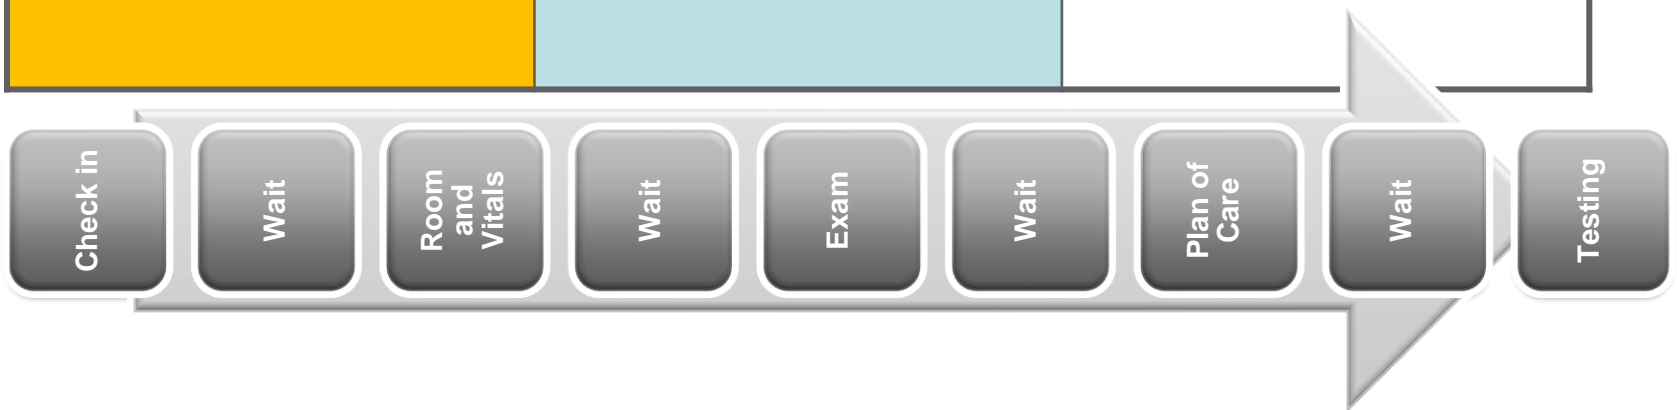 Check in
Wait
Room
and
Vitals
Wait
Exam
Wait
Plan of
Care
Wait
Testing